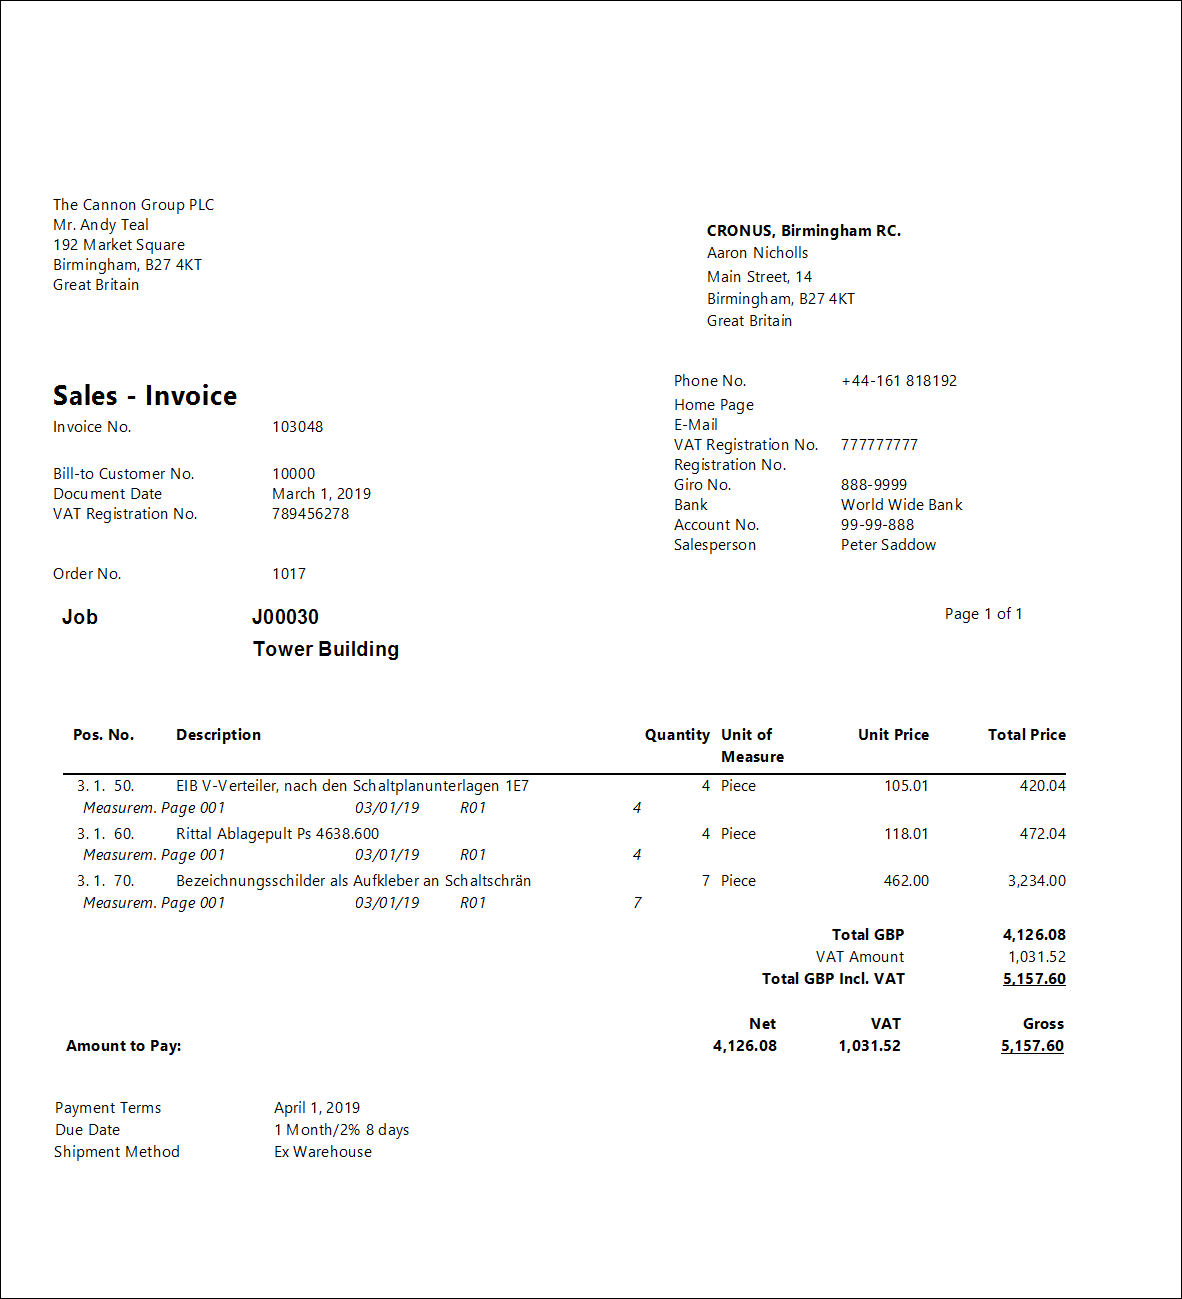 The Cannon Group PLC
Mr. Andy Teal
192 Market Square
Birmingham, B27 4KT
Great Britain
CRONUS, Birmingham RC.
Aaron Nicholls
Main Street, 14
Birmingham, B27 4KT
Great Britain
Sales - Invoice
Invoice No. 103048
Bill-to Customer No. 10000
Document Date March 1, 2019
VAT Registration No. 789456278
Order No. 1017
Phone No. +44-161 818192
Home Page
E-Mail
VAT Registration No. 777777777
Registration No.
Giro No. 888-9999
Bank World Wide Bank
Account No. 99-99-888
Salesperson Peter Saddow
Job J00030
Tower Building
Page 1 of 1
Pos. No. Description Quantity Unit of Measure Unit Price Total Price
3. 1. 50. EIB V-Verteiler, nach den Schaltplanunterlagen 1E7 4 Piece 105.01 420.04
Measurem. Page 001 03/01/19 R01 4
3. 1. 60. Rittal Ablagepult Ps 4638.600 4 Piece 118.01 472.04
Measurem. Page 001 03/01/19 R01 4
3. 1. 70. Bezeichnungsschilder als Aufkleber an Schaltschrän 7 Piece 462.00 3,234.00
Measurem. Page 001 03/01/19 R01 7
Total GBP 4,126.08
VAT Amount 1,031.52
Total GBP Incl. VAT 5,157.60
Net VAT Gross
Amount to Pay: 4,126.08 1,031.52 5,157.60
Payment Terms April 1, 2019
Due Date 1 Month/2% 8 days
Shipment Method Ex Warehouse